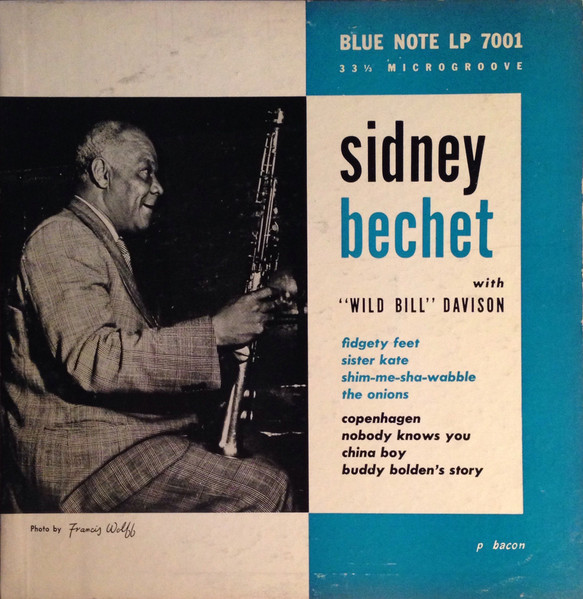 BLUE NOTE LP 7001
33⅓ MICROGROOVE
sidney
bechet
with
"WILD BILL" DAVISON
fidgety feet
sister kate
shim-me-sha-wabble
the onions
copenhagen
nobody knows you
china boy
buddy bolden's story
Photo by Francis Wolff
p bacon